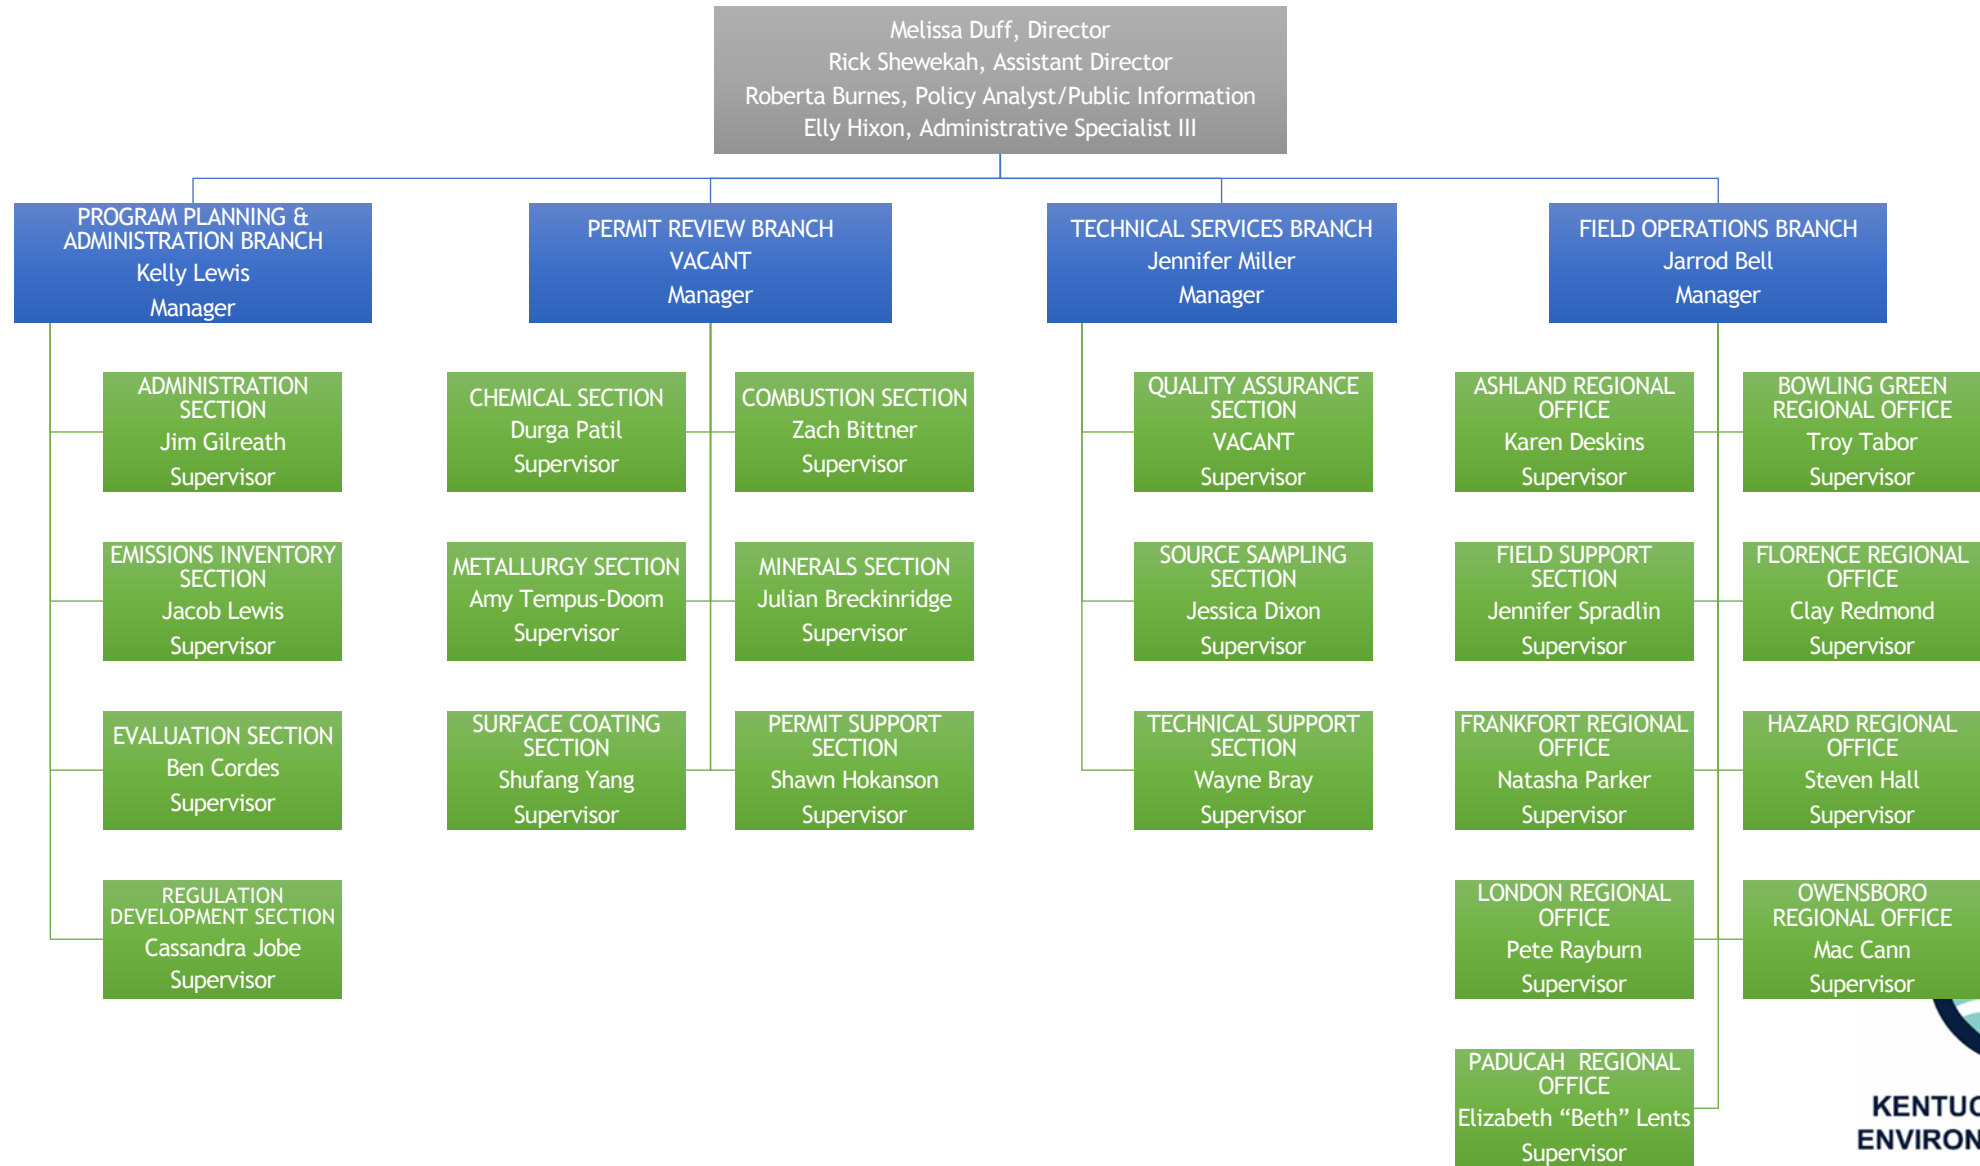 Melissa Duff, Director
Rick Shewekah, Assistant Director
Roberta Burnes, Policy Analyst/Public Information
Elly Hixon, Administrative Specialist III
PROGRAM PLANNING &
ADMINISTRATION BRANCH
Kelly Lewis
Manager
PERMIT REVIEW BRANCH
VACANT
Manager
TECHNICAL SERVICES BRANCH
Jennifer Miller
Manager
FIELD OPERATIONS BRANCH
Jarrod Bell
Manager
ADMINISTRATION
SECTION
Jim Gilreath
Supervisor
EMISSIONS INVENTORY
SECTION
Jacob Lewis
Supervisor
EVALUATION SECTION
Ben Cordes
Supervisor
REGULATION
DEVELOPMENT SECTION
Cassandra Jobe
Supervisor
CHEMICAL SECTION
Durga Patil
Supervisor
COMBUSTION SECTION
Zach Bittner
Supervisor
METALLURGY SECTION
Amy Tempus-Doom
Supervisor
MINERALS SECTION
Julian Breckinridge
Supervisor
SURFACE COATING
SECTION
Shufang Yang
Supervisor
PERMIT SUPPORT
SECTION
Shawn Hokanson
Supervisor
QUALITY ASSURANCE
SECTION
VACANT
Supervisor
SOURCE SAMPLING
SECTION
Jessica Dixon
Supervisor
TECHNICAL SUPPORT
SECTION
Wayne Bray
Supervisor
ASHLAND REGIONAL
OFFICE
Karen Deskins
Supervisor
BOWLING GREEN
REGIONAL OFFICE
Troy Tabor
Supervisor
FIELD SUPPORT
SECTION
Jennifer Spradlin
Supervisor
FLORENCE REGIONAL
OFFICE
Clay Redmond
Supervisor
FRANKFORT REGIONAL
OFFICE
Natasha Parker
Supervisor
HAZARD REGIONAL
OFFICE
Steven Hall
Supervisor
LONDON REGIONAL
OFFICE
Pete Rayburn
Supervisor
OWENSBORO
REGIONAL OFFICE
Mac Cann
Supervisor
PADUCAH REGIONAL
OFFICE
Elizabeth “Beth” Lents
Supervisor